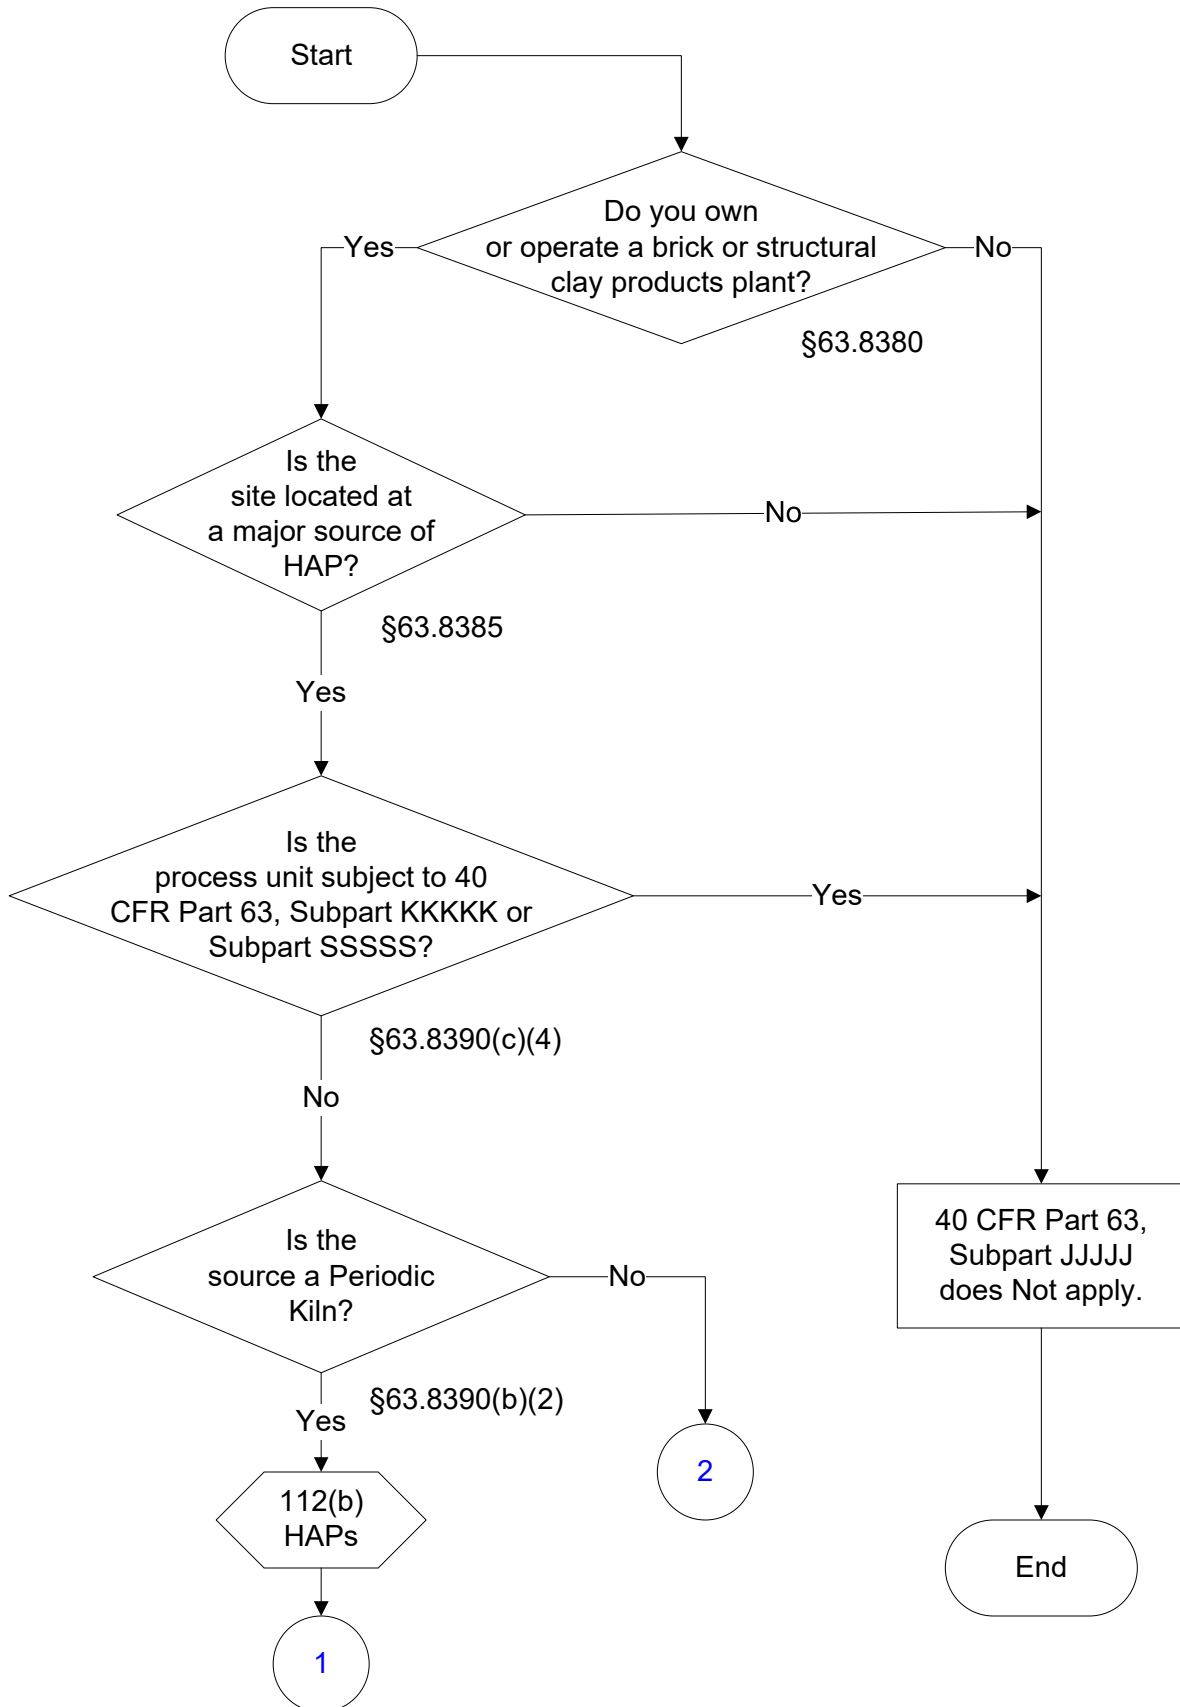 Start
Do you own
or operate a brick or structural
clay products plant?
Yes
No
§63.8380
Is the
site located at
a major source of
HAP?
No
§63.8385
Yes
Is the
process unit subject to 40
CFR Part 63, Subpart KKKKK or
Subpart SSSSS?
Yes
§63.8390(c)(4)
No
Is the
source a Periodic
Kiln?
No
40 CFR Part 63,
Subpart JJJJJ
does Not apply.
§63.8390(b)(2)
Yes
2
112(b)
HAPs
End
1